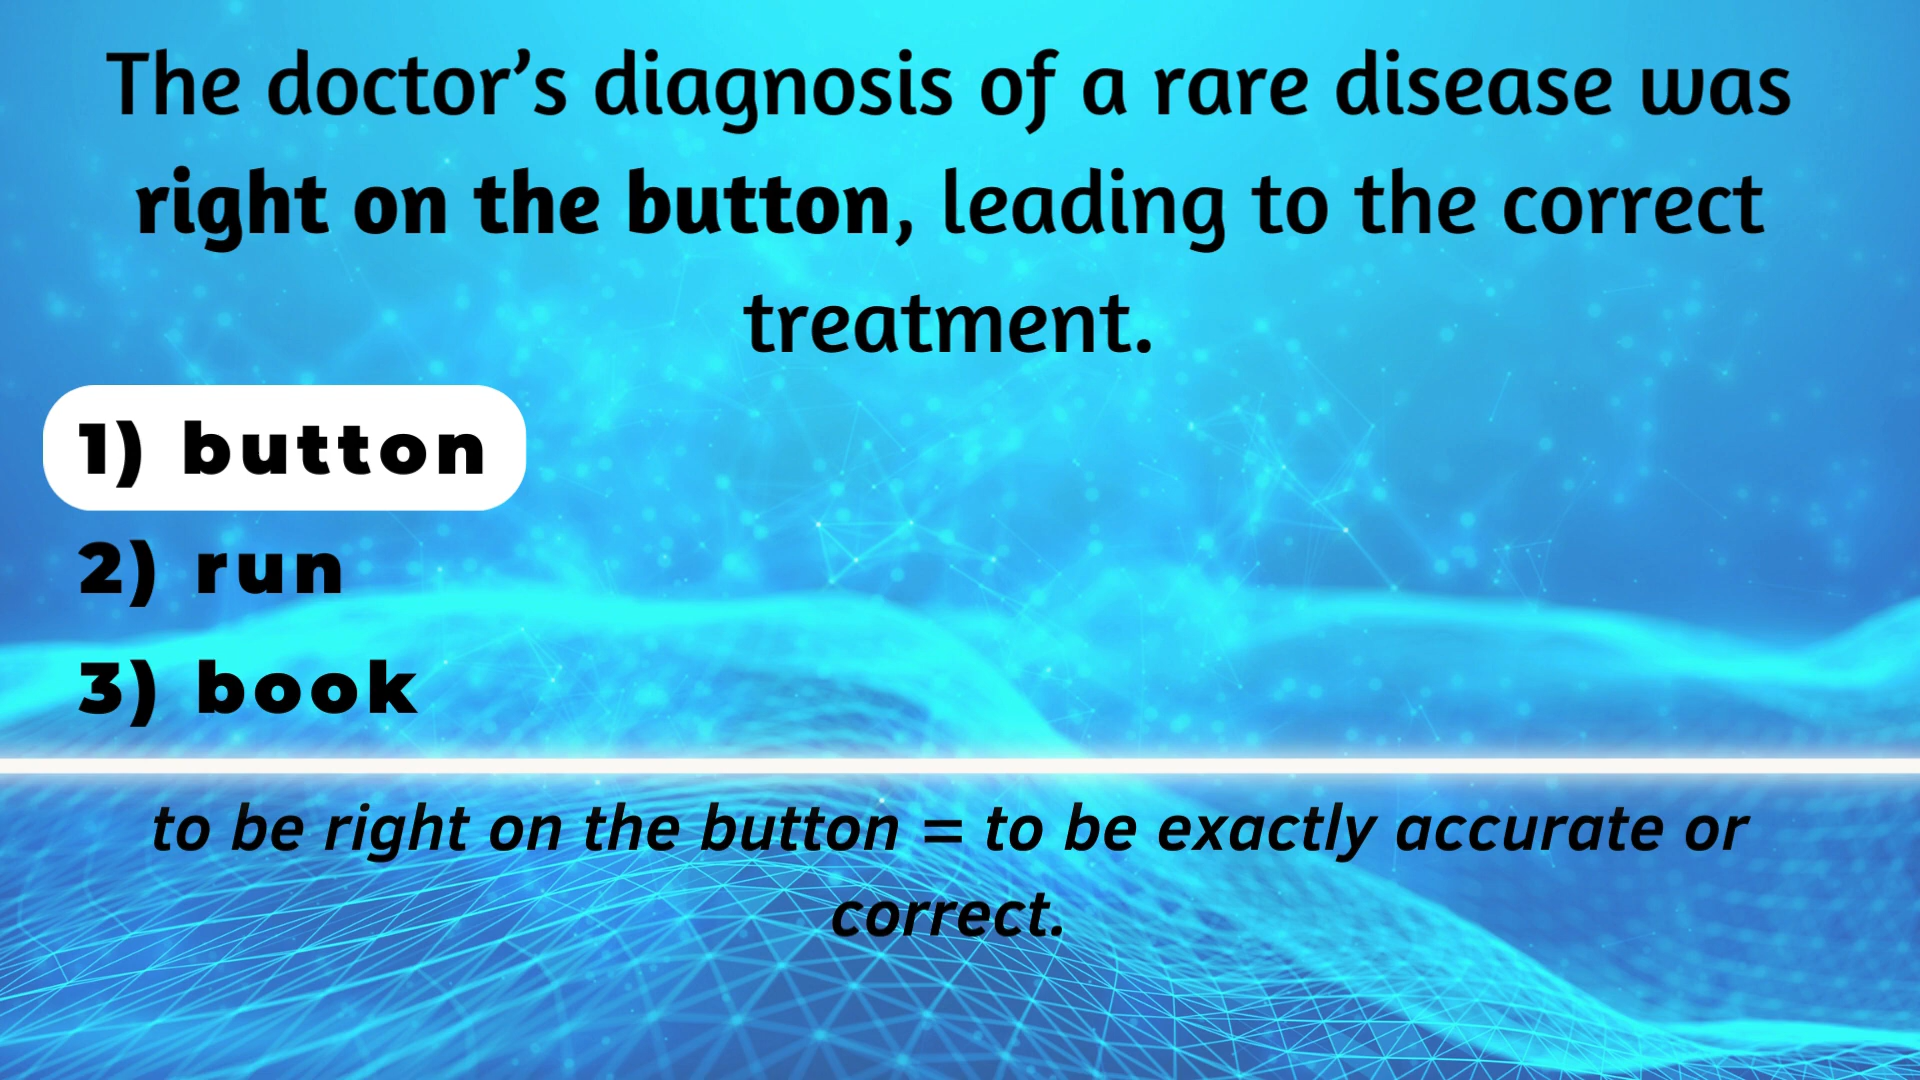 The doctor’s diagnosis of a rare disease was
right on the button, leading to the correct
treatment.
1) button
2) run
3) book
to be right on the button = to be exactly accurate or
correct.